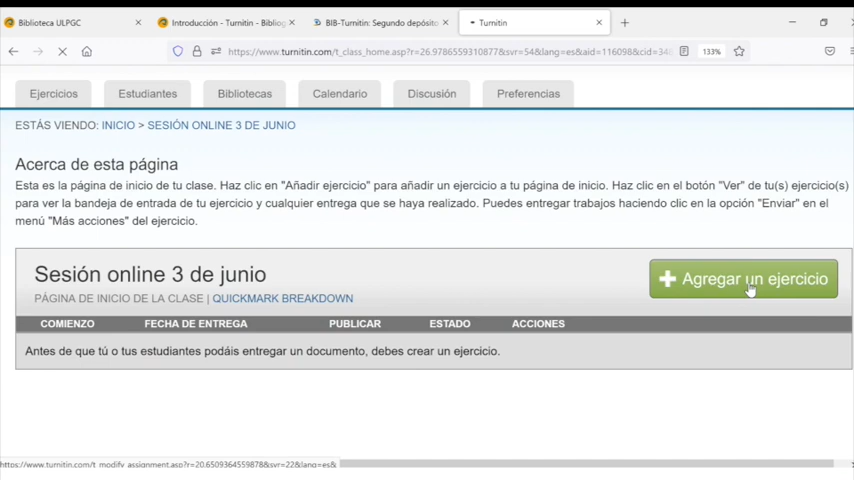 Biblioteca ULPGC
Introducción - Turnitin - Bibliog
BIB-Turnitin: Segundo depósito
Turnitin
https://www.turnitin.com/t_class_home.asp?r=26.9786559310877&svr=54&lang=es&aid=116098&cid=348
133%
Ejercicios
Estudiantes
Bibliotecas
Calendario
Discusión
Preferencias
ESTÁS VIENDO: INICIO > SESIÓN ONLINE 3 DE JUNIO
Acerca de esta página
Esta es la página de inicio de tu clase. Haz clic en "Añadir ejercicio" para añadir un ejercicio a tu página de inicio. Haz clic en el botón "Ver" de tu(s) ejercicio(s)
para ver la bandeja de entrada de tu ejercicio y cualquier entrega que se haya realizado. Puedes entregar trabajos haciendo clic en la opción "Enviar" en el
menú "Más acciones" del ejercicio.
Sesión online 3 de junio
Agregar un ejercicio
PÁGINA DE INICIO DE LA CLASE | QUICKMARK BREAKDOWN
COMIENZO FECHA DE ENTREGA PUBLICAR ESTADO ACCIONES
Antes de que tú o tus estudiantes podáis entregar un documento, debes crear un ejercicio.
https://www.turnitin.com/t_modify_assignment.asp?r=20.6509364559878&svr=22&lang=es&